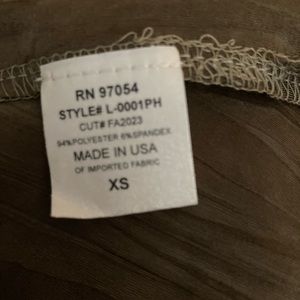 RN 97054
STYLE# L-0001PH
CUT# FA2023
94%POLYESTER 6%SPANDEX
MADE IN USA
OF IMPORTED FABRIC
XS